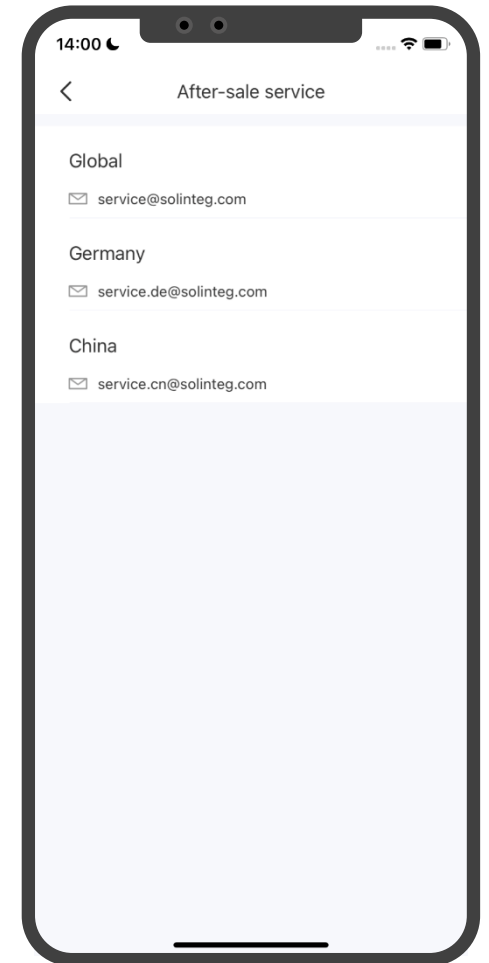 14:00
After-sale service
Global
service@solinteg.com
Germany
service.de@solinteg.com
China
service.cn@solinteg.com